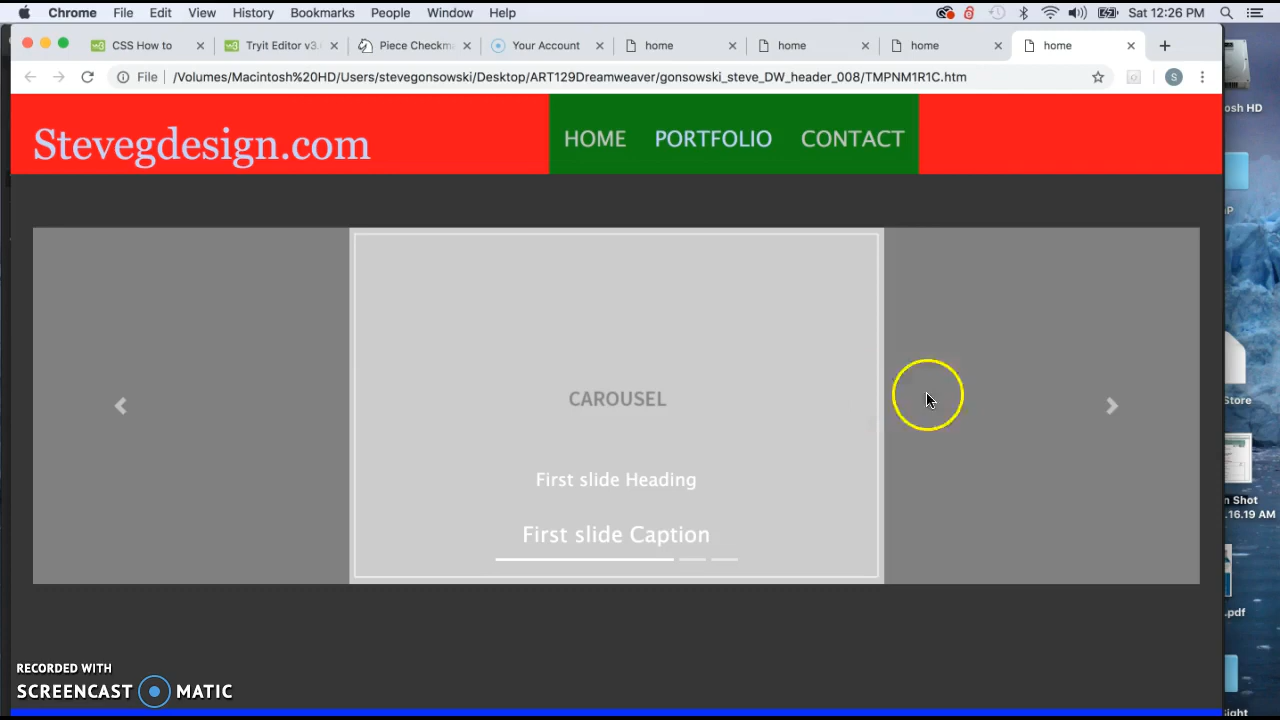 Chrome File Edit View History Bookmarks People Window Help Sat 12:26 PM
CSS How to Tryit Editor v3. Piece Checkma Your Account home home home home
File /Volumes/Macintosh%20HD/Users/stevegonsowski/Desktop/ART129Dreamweaver/gonsowski_steve_DW_header_008/TMPNM1R1C.htm S
osh HD
Stevegdesign.com HOME PORTFOLIO CONTACT
CAROUSEL
Store
First slide Heading
n Shot
.16.19 AM
First slide Caption
.pdf
RECORDED WITH
SCREENCAST MATIC
sight